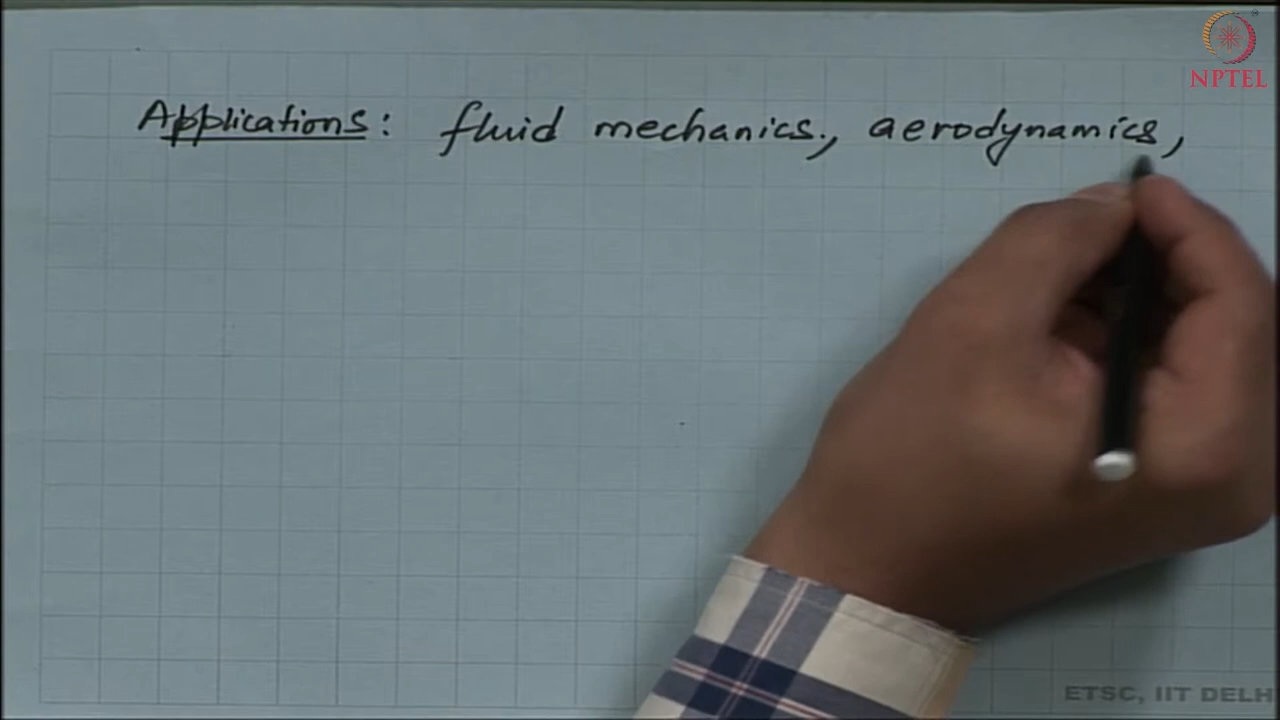 NPTEL
Applications: fluid mechanics., aerodynamics,
ETSC, IIT DELH